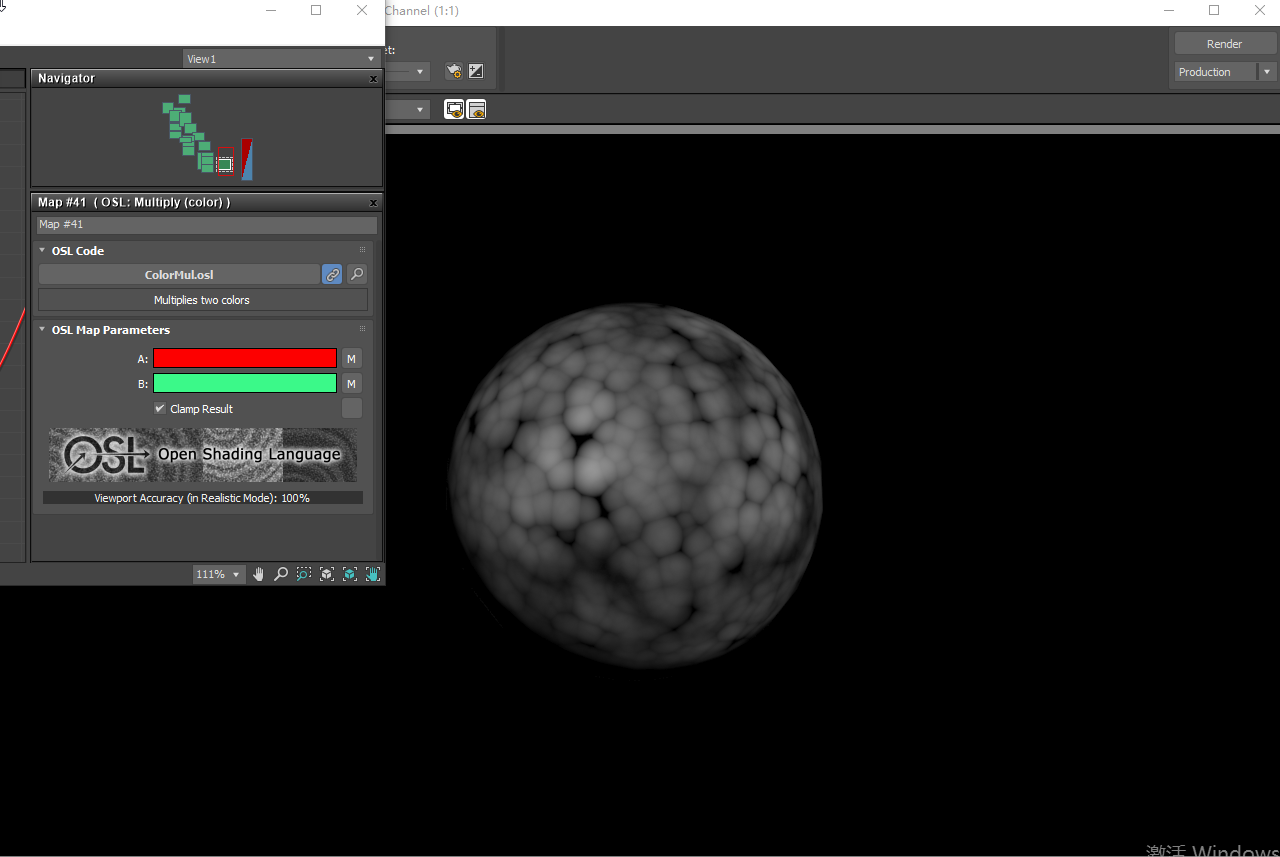 Channel (1:1)
et:
Render
Production
View1
Navigator
x
Map #41 ( OSL: Multiply (color) )
x
Map #41
OSL Code
ColorMul.osl
Multiplies two colors
OSL Map Parameters
A:
M
B:
M
Clamp Result
OSL Open Shading Language
Viewport Accuracy (in Realistic Mode): 100%
111%
激活 Windows